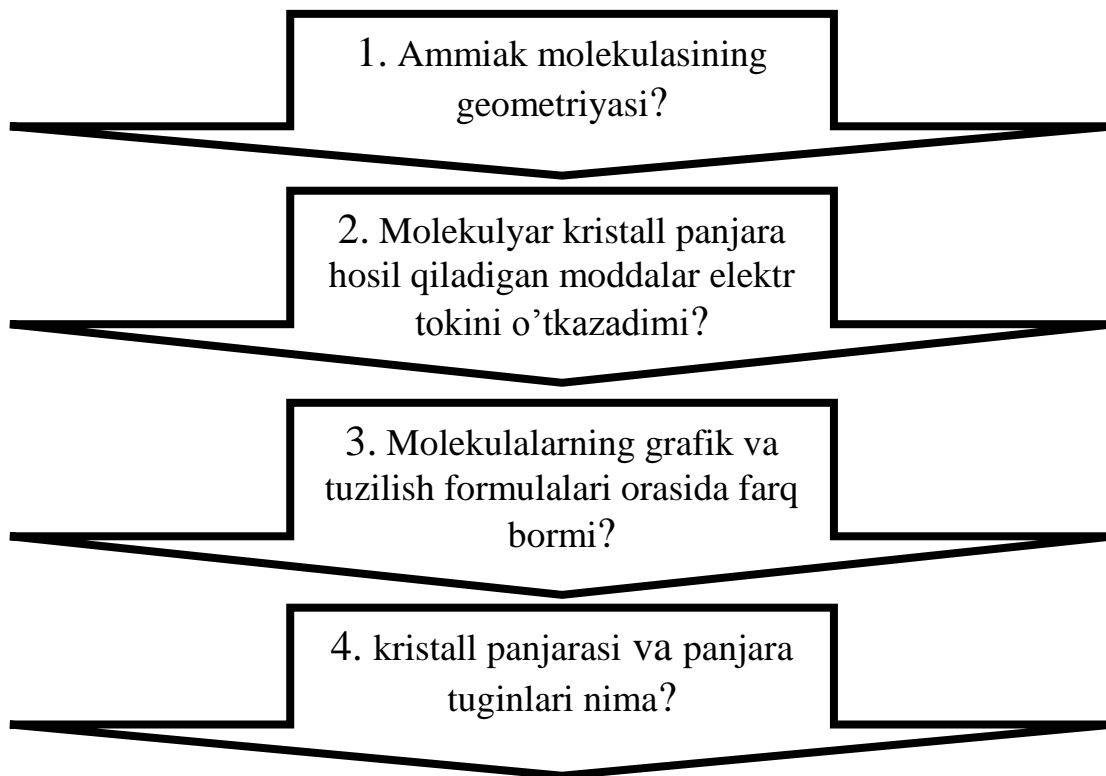 1. Ammiak molekulasining
geometriyasi?
2. Molekulyar kristall panjara
hosil qiladigan moddalar elektr
tokini o’tkazadimi?
3. Molekulalarning grafik va
tuzilish formulalari orasida farq
bormi?
4. kristall panjarasi va panjara
tuginlari nima?